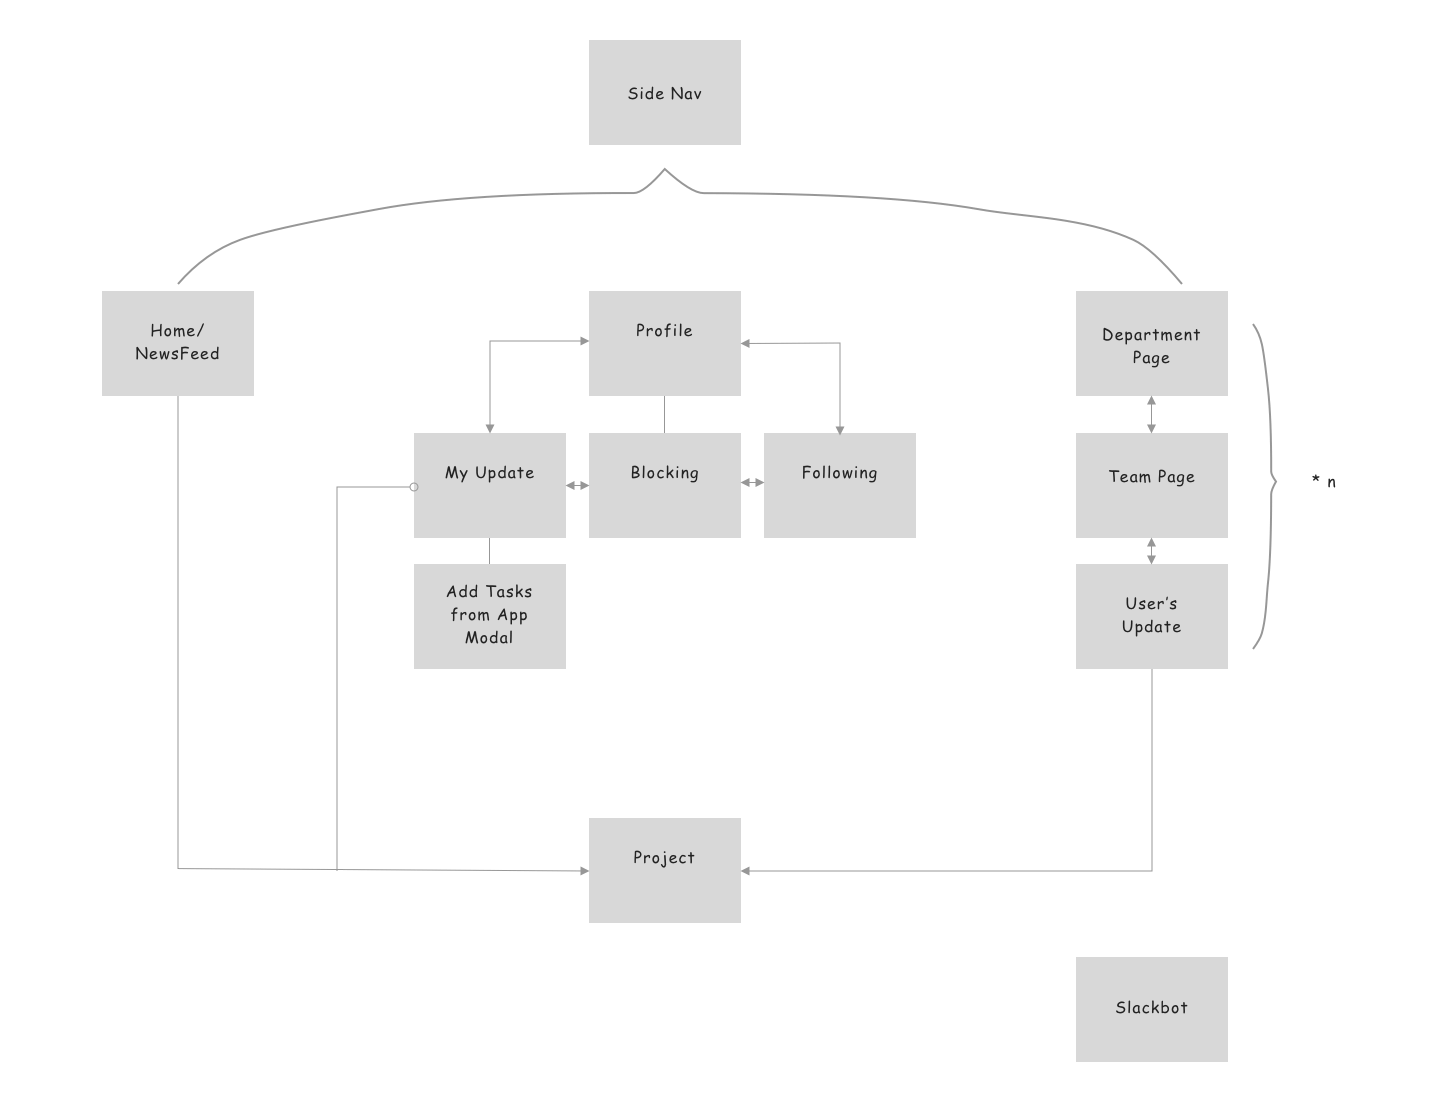 Side Nav
Home/
NewsFeed
Profile
Department
Page
My Update
Blocking
Following
Team Page
* n
Add Tasks
from App
Modal
User's
Update
Project
Slackbot